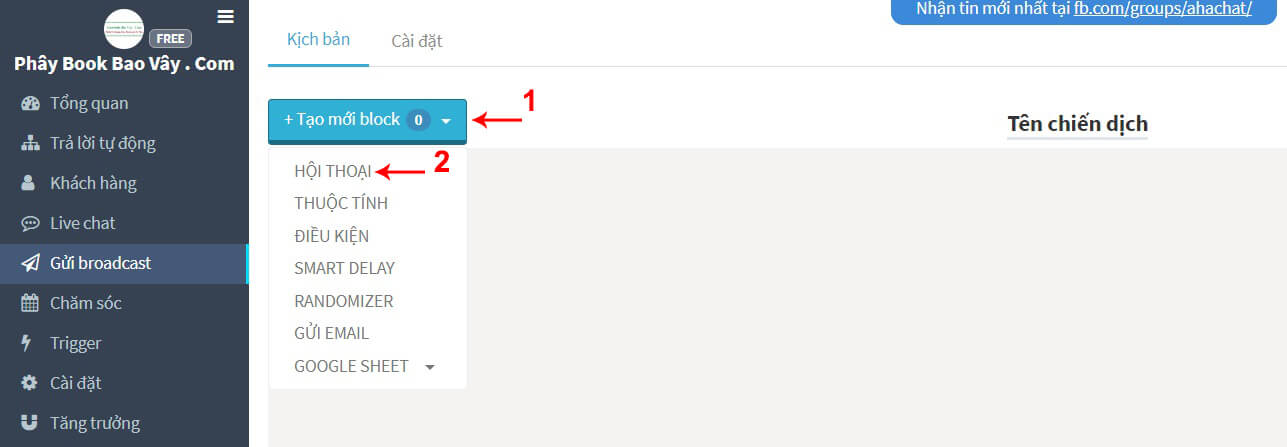 FREE
Phây Book Bao Vây . Com
Tổng quan
Trả lời tự động
Khách hàng
Live chat
Gửi broadcast
Chăm sóc
Trigger
Cài đặt
Tăng trưởng
Nhận tin mới nhất tại fb.com/groups/ahachat/
Kịch bản Cài đặt
+ Tạo mới block 0 1
Tên chiến dịch
HỘI THOẠI 2
THUỘC TÍNH
ĐIỀU KIỆN
SMART DELAY
RANDOMIZER
GỬI EMAIL
GOOGLE SHEET